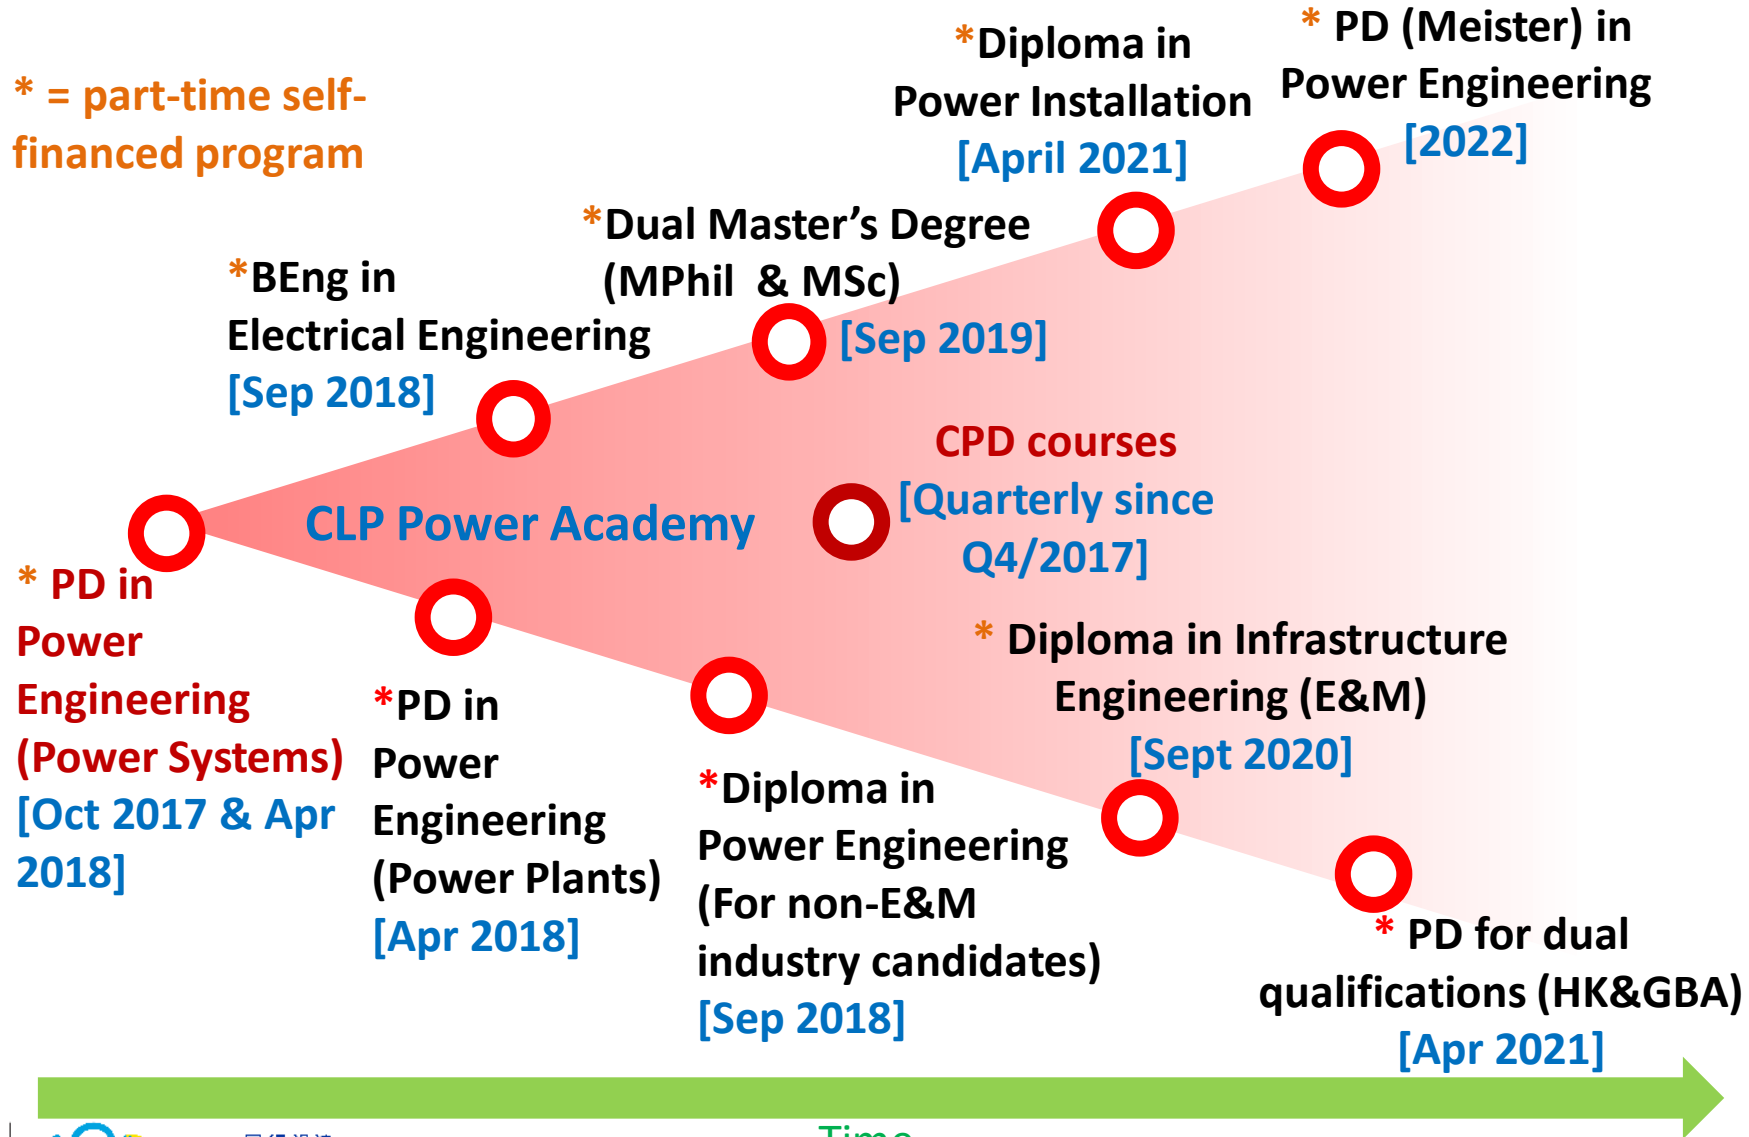 * = part-time self-
financed program
*Diploma in
Power Installation
[April 2021]
* PD (Meister) in
Power Engineering
[2022]
*Dual Master’s Degree
(MPhil & MSc)
[Sep 2019]
*BEng in
Electrical Engineering
[Sep 2018]
CPD courses
[Quarterly since
Q4/2017]
CLP Power Academy
* PD in
Power
Engineering
(Power Systems)
[Oct 2017 & Apr
2018]
*PD in
Power
Engineering
(Power Plants)
[Apr 2018]
*Diploma in
Power Engineering
(For non-E&M
industry candidates)
[Sep 2018]
* Diploma in Infrastructure
Engineering (E&M)
[Sept 2020]
* PD for dual
qualifications (HK&GBA)
[Apr 2021]
Time